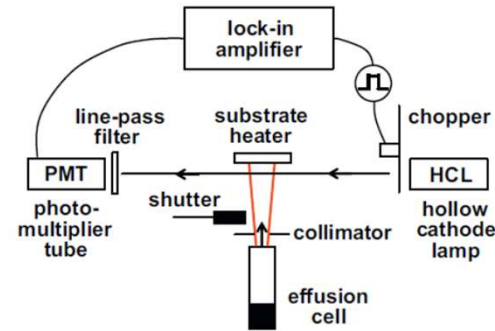 lock-in
amplifier
line-pass
filter
substrate
heater
chopper
PMT
HCL
photo-
multiplier
tube
shutter
collimator
hollow
cathode
lamp
effusion
cell